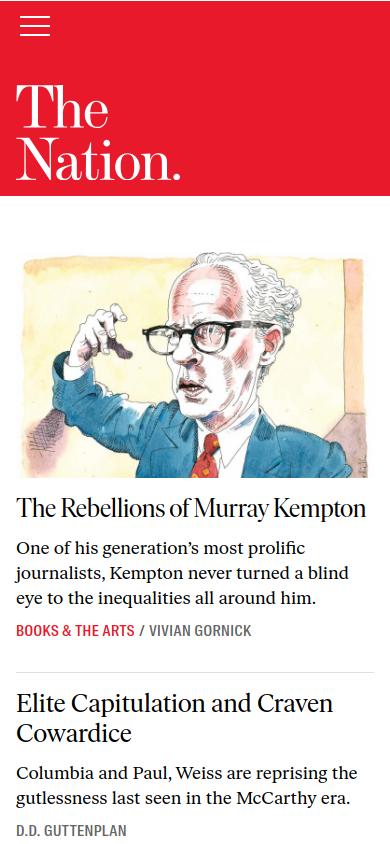 The
Nation.
The Rebellions of Murray Kempton
One of his generation’s most prolific
journalists, Kempton never turned a blind
eye to the inequalities all around him.
BOOKS & THE ARTS / VIVIAN GORNICK
Elite Capitulation and Craven
Cowardice
Columbia and Paul, Weiss are reprising the
gutlessness last seen in the McCarthy era.
D.D. GUTTENPLAN